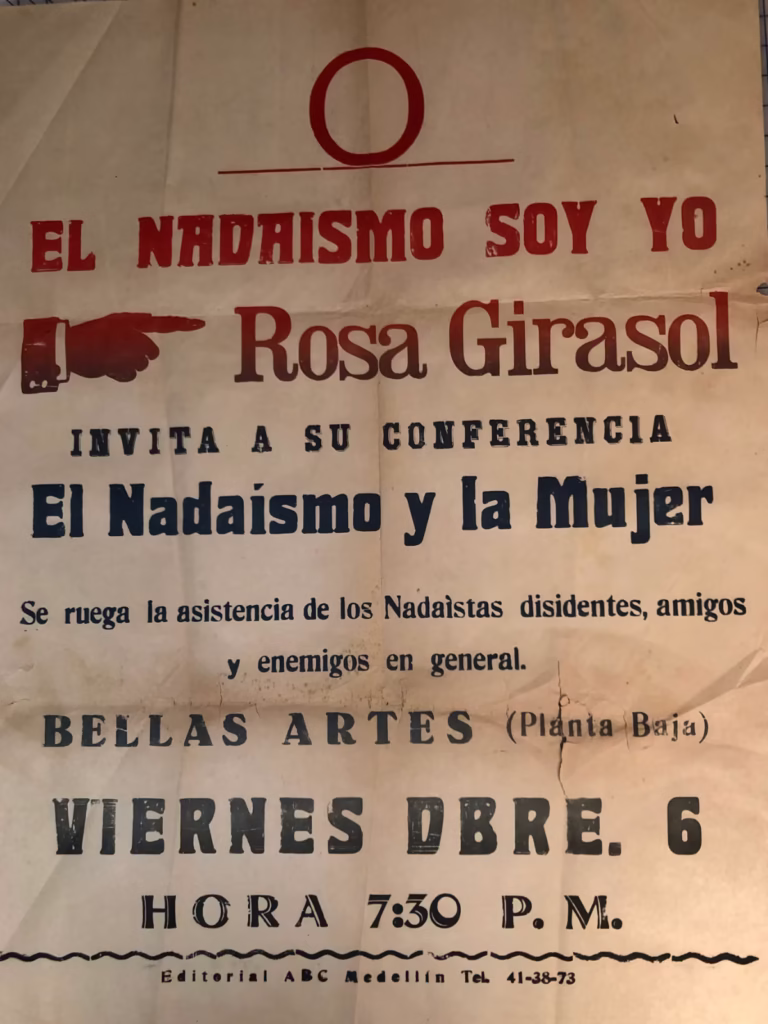 O
EL NADAISMO SOY YO
Rosa Girasol
INVITA A SU CONFERENCIA
El Nadaísmo y la Mujer
Se ruega la asistencia de los Nadaìstas disidentes, amigos
y enemigos en general.
BELLAS ARTES (Planta Baja)
VIERNES DBRE. 6
HORA 7:30 P. M.
Editorial ABC Medellín Tel. 41-38-73